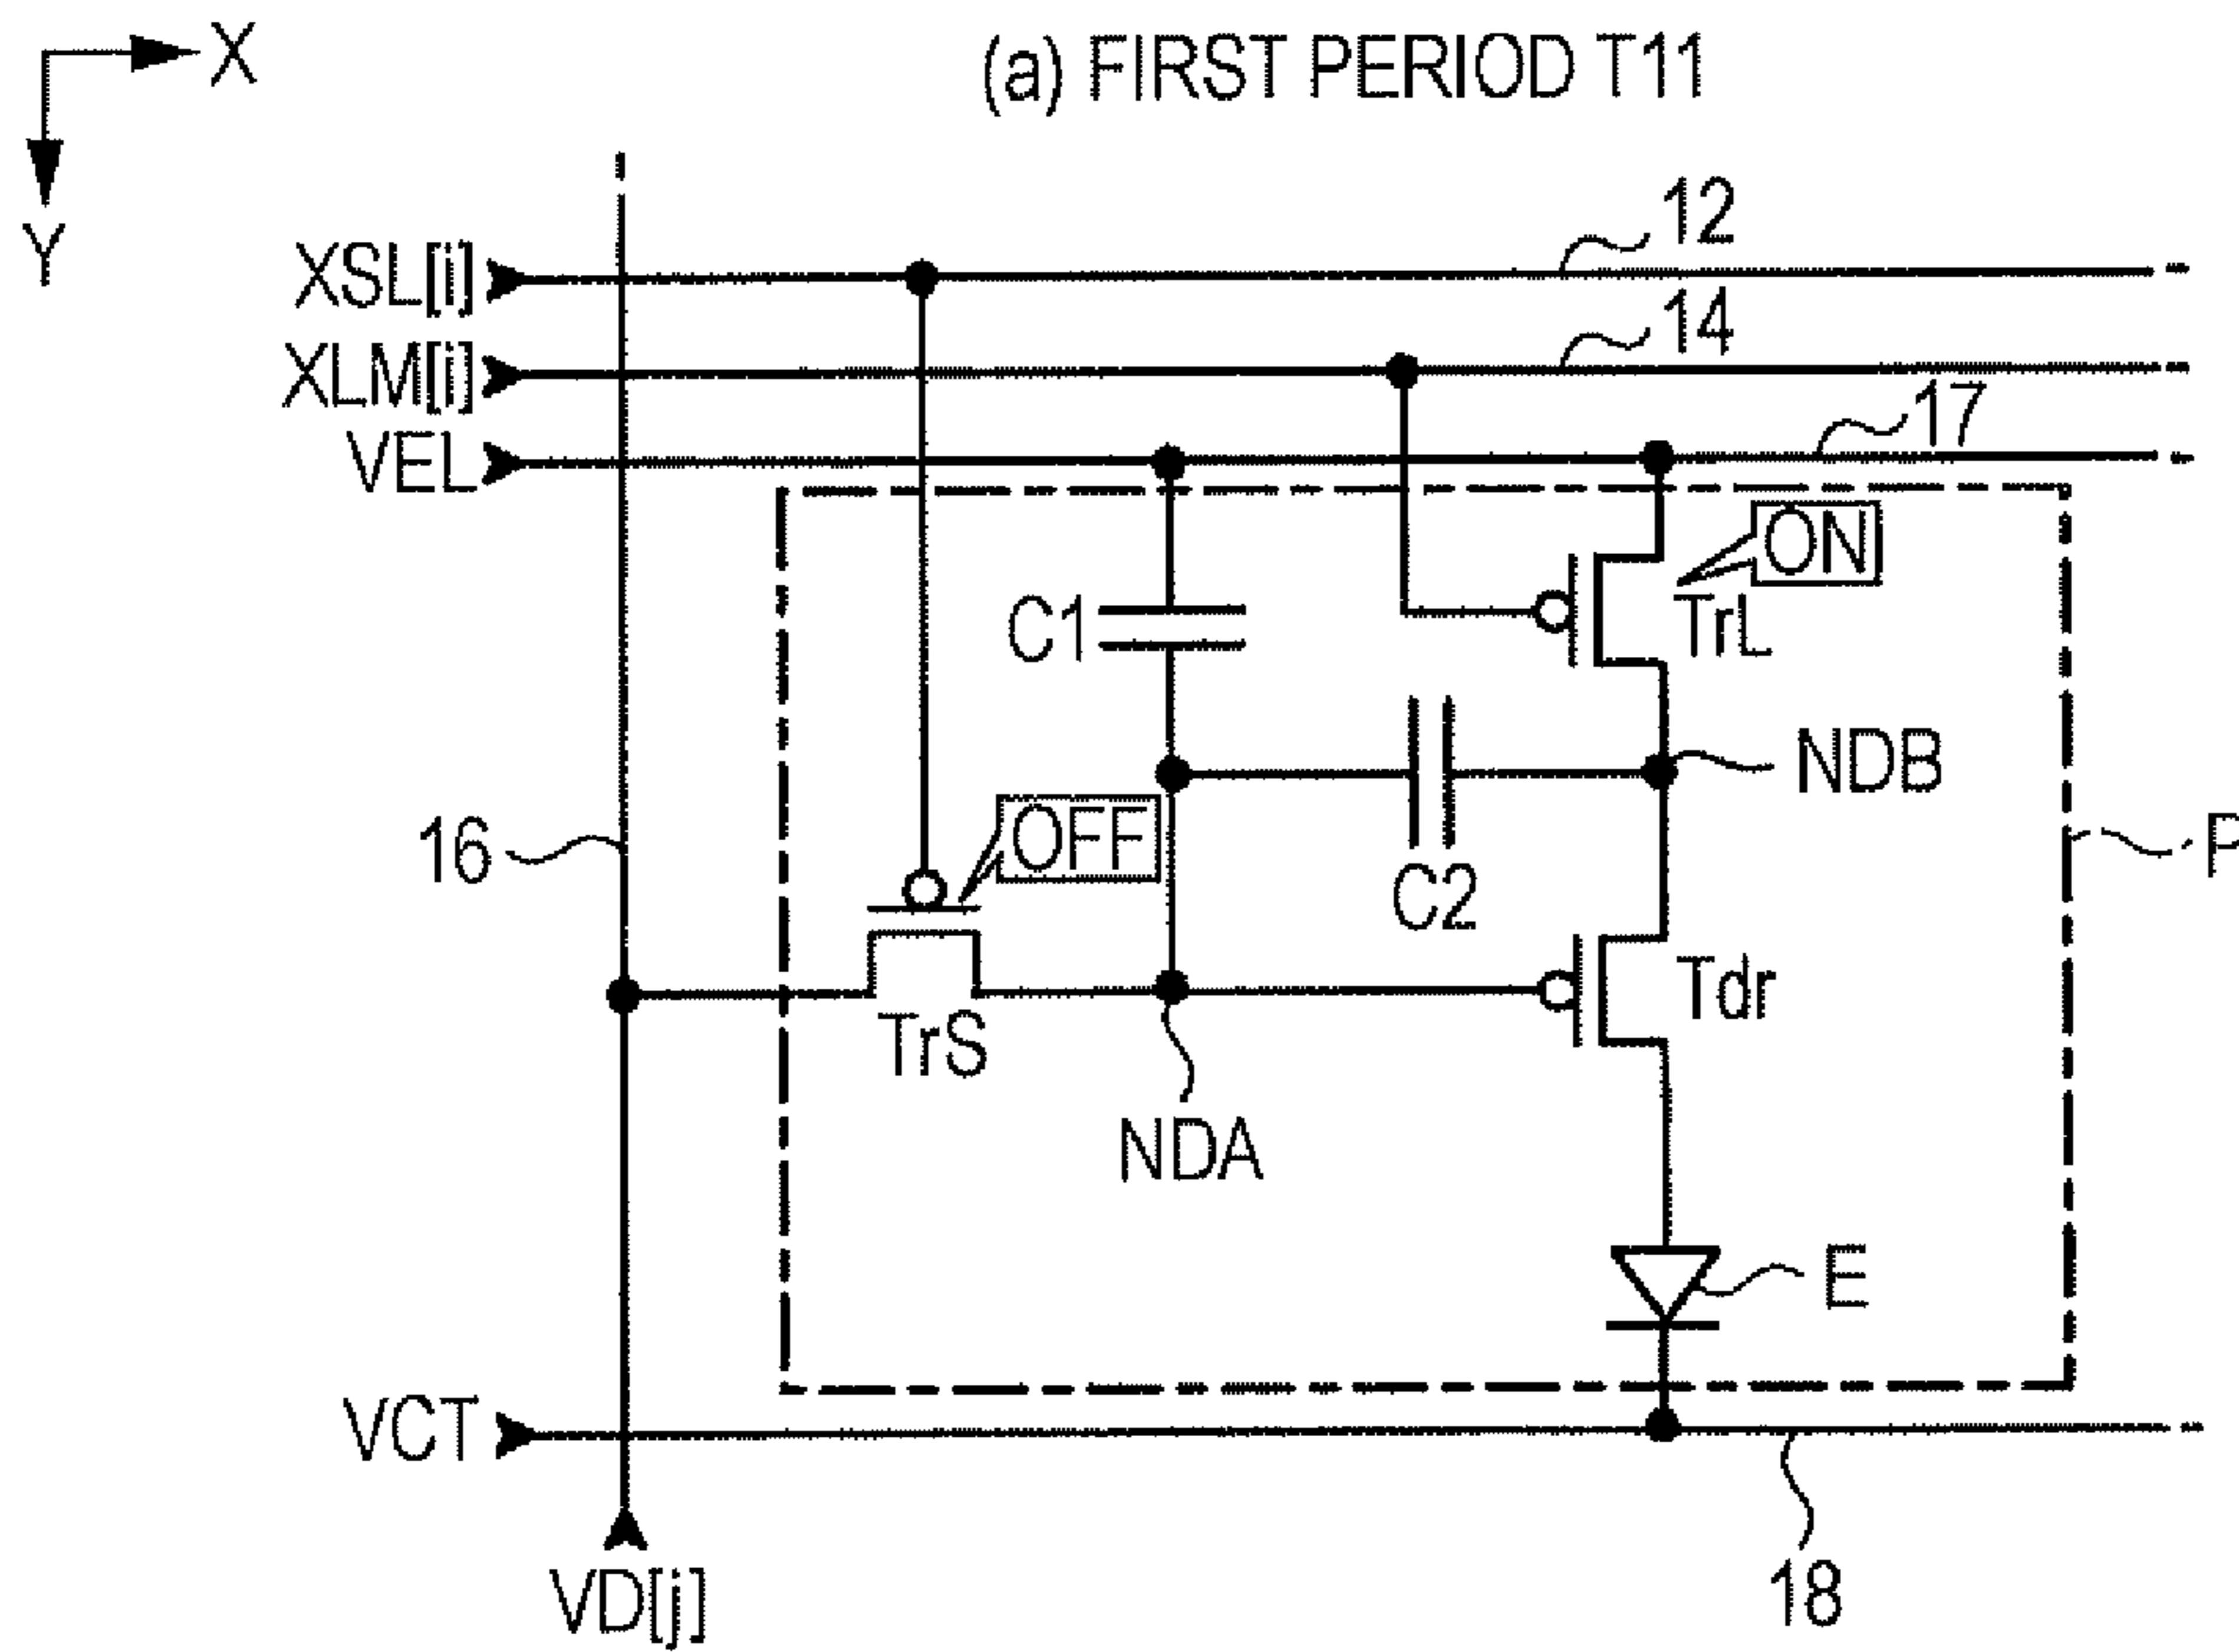 X
Y
(a) FIRST PERIOD T11
12
XSL[i]
14
XLM[i]
17
VEL
ON
C1
TrL
NDB
OFF
16
P
C2
Tdr
TrS
NDA
E
VCT
18
VD[j]